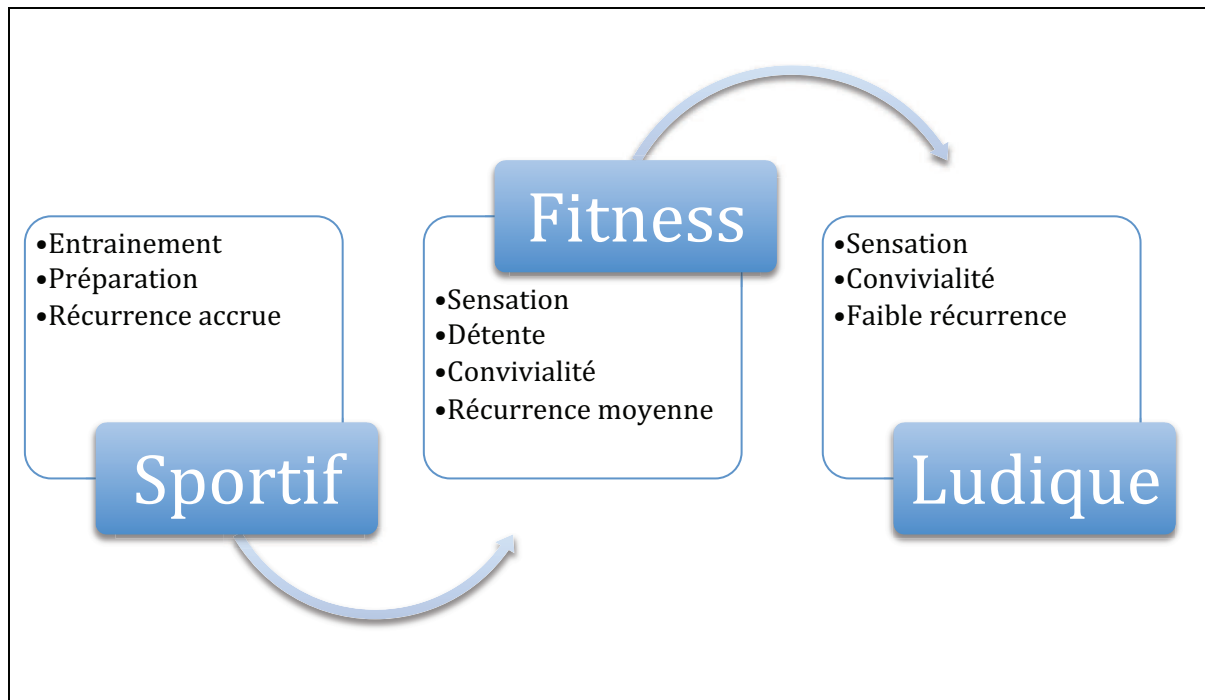 •Entrainement
•Préparation
•Récurrence accrue
Sportif
Fitness
•Sensation
•Détente
•Convivialité
•Récurrence moyenne
•Sensation
•Convivialité
•Faible récurrence
Ludique